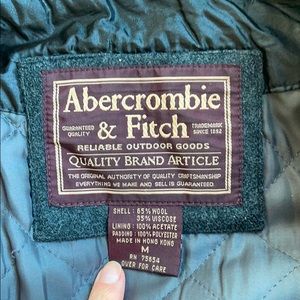 Abercrombie
GUARANTEED QUALITY & Fitch TRADEMARK SINCE 1892
RELIABLE OUTDOOR GOODS
QUALITY BRAND ARTICLE
THE ORIGINAL AUTHORITY OF QUALITY CRAFTSMANSHIP
EVERYTHING WE MAKE AND SELL IS GUARANTEED
SHELL: 65% WOOL
35% VISCOSE
LINING: 100% ACETATE
PADDING: 100% POLYESTER
MADE IN HONG KONG
M
RN 75654
OVER FOR CARE